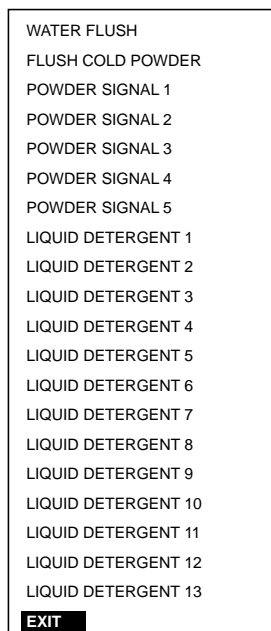 WATER FLUSH
FLUSH COLD POWDER
POWDER SIGNAL 1
POWDER SIGNAL 2
POWDER SIGNAL 3
POWDER SIGNAL 4
POWDER SIGNAL 5
LIQUID DETERGENT 1
LIQUID DETERGENT 2
LIQUID DETERGENT 3
LIQUID DETERGENT 4
LIQUID DETERGENT 5
LIQUID DETERGENT 6
LIQUID DETERGENT 7
LIQUID DETERGENT 8
LIQUID DETERGENT 9
LIQUID DETERGENT 10
LIQUID DETERGENT 11
LIQUID DETERGENT 12
LIQUID DETERGENT 13
EXIT